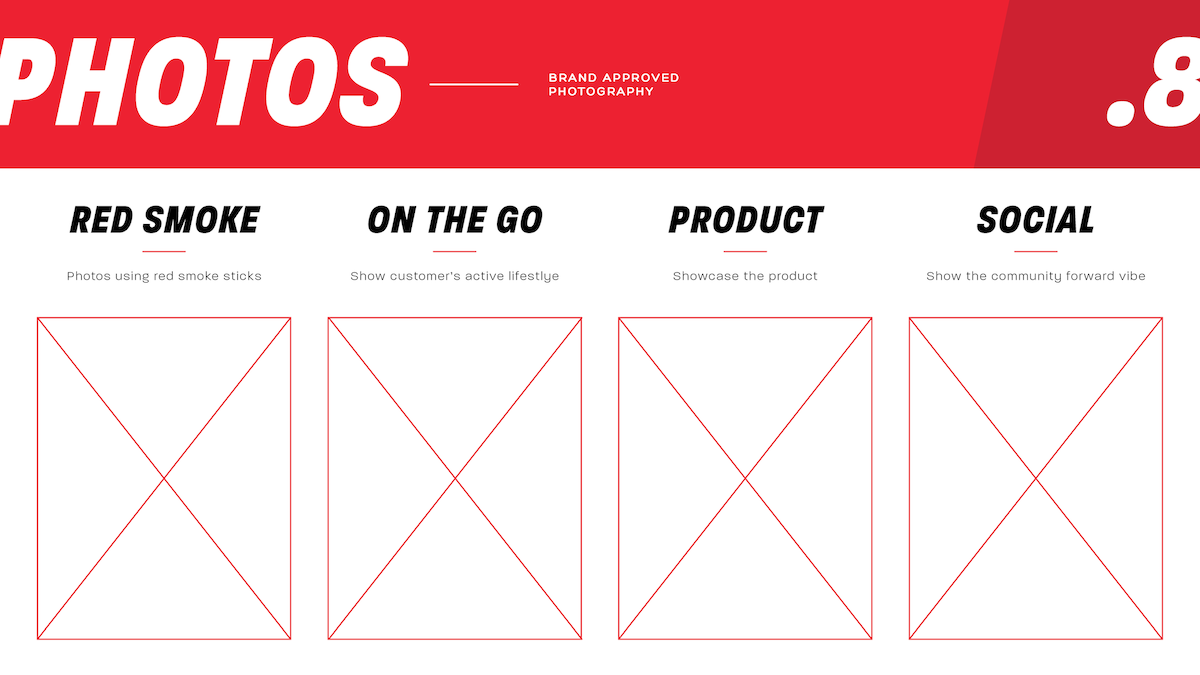 PHOTOS
BRAND APPROVED
PHOTOGRAPHY
.8
RED SMOKE
Photos using red smoke sticks
ON THE GO
Show customer's active lifestlye
PRODUCT
Showcase the product
SOCIAL
Show the community forward vibe